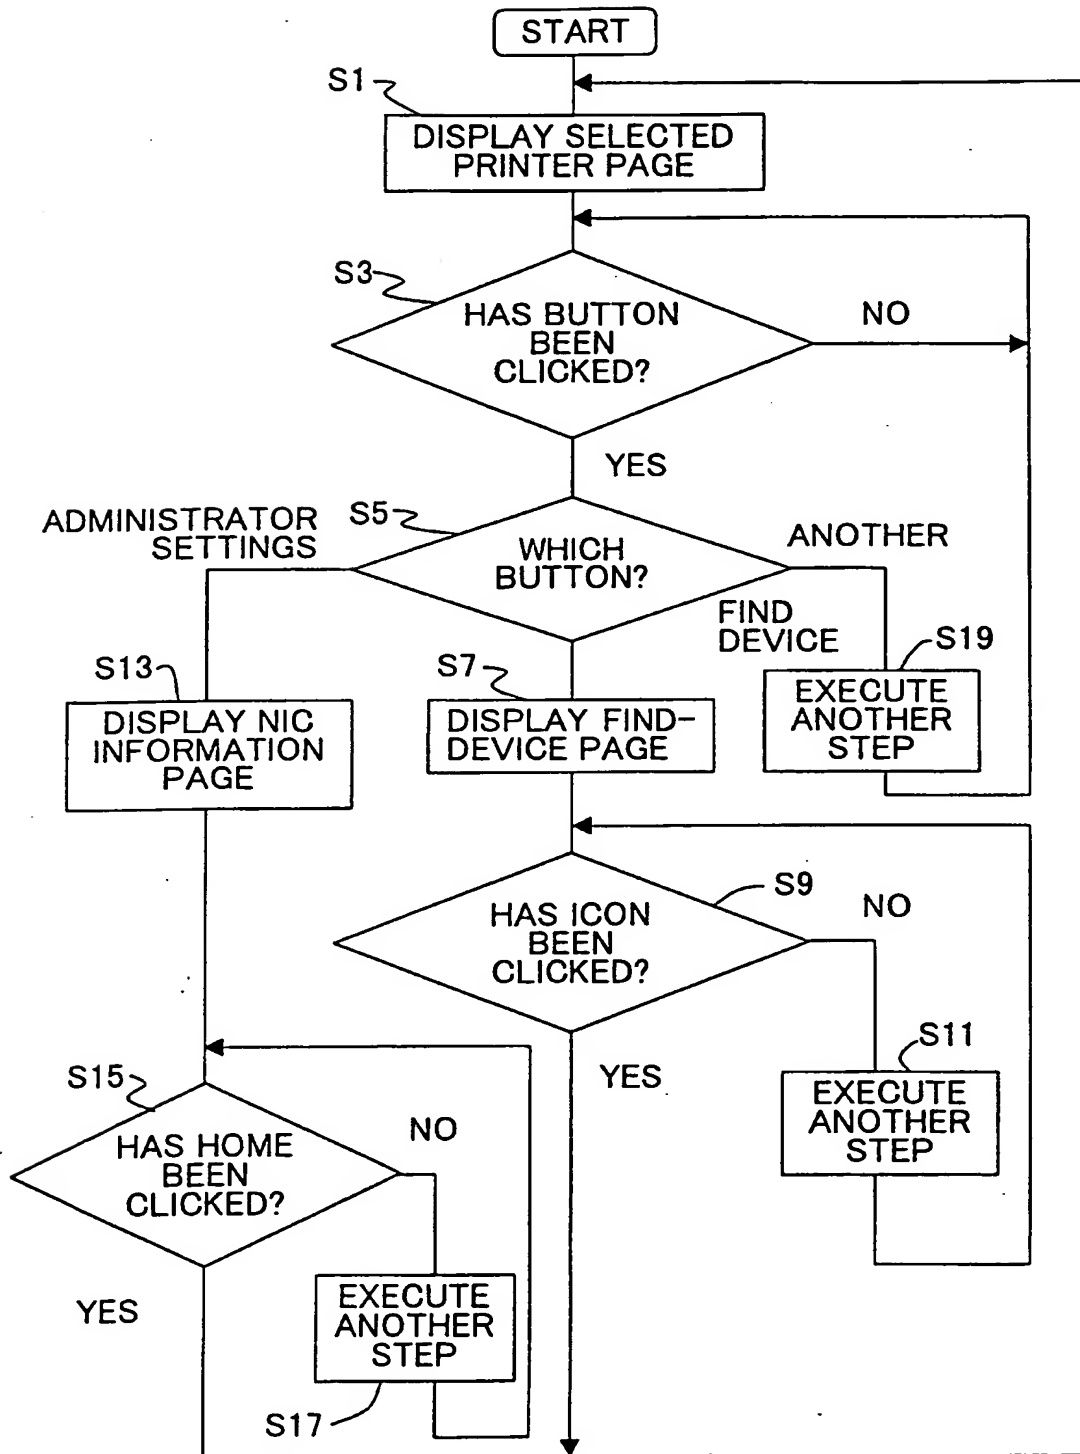 START
S1
DISPLAY SELECTED
PRINTER PAGE
S3
HAS BUTTON
BEEN
CLICKED?
NO
YES
ADMINISTRATOR
SETTINGS
S5
WHICH
BUTTON?
ANOTHER
FIND
DEVICE
S13
DISPLAY NIC
INFORMATION
PAGE
S7
DISPLAY FIND-
DEVICE PAGE
S19
EXECUTE
ANOTHER
STEP
S9
HAS ICON
BEEN
CLICKED?
NO
YES
S11
EXECUTE
ANOTHER
STEP
S15
HAS HOME
BEEN
CLICKED?
NO
YES
EXECUTE
ANOTHER
STEP
S17